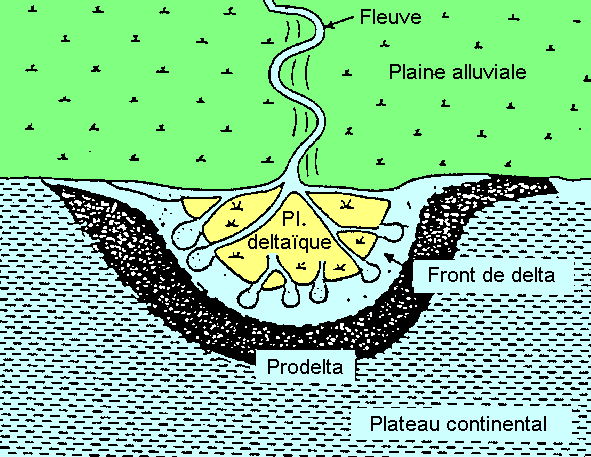 Fleuve
Plaine alluviale
Pl.
deltaïque
Front de delta
Prodelta
Plateau continental